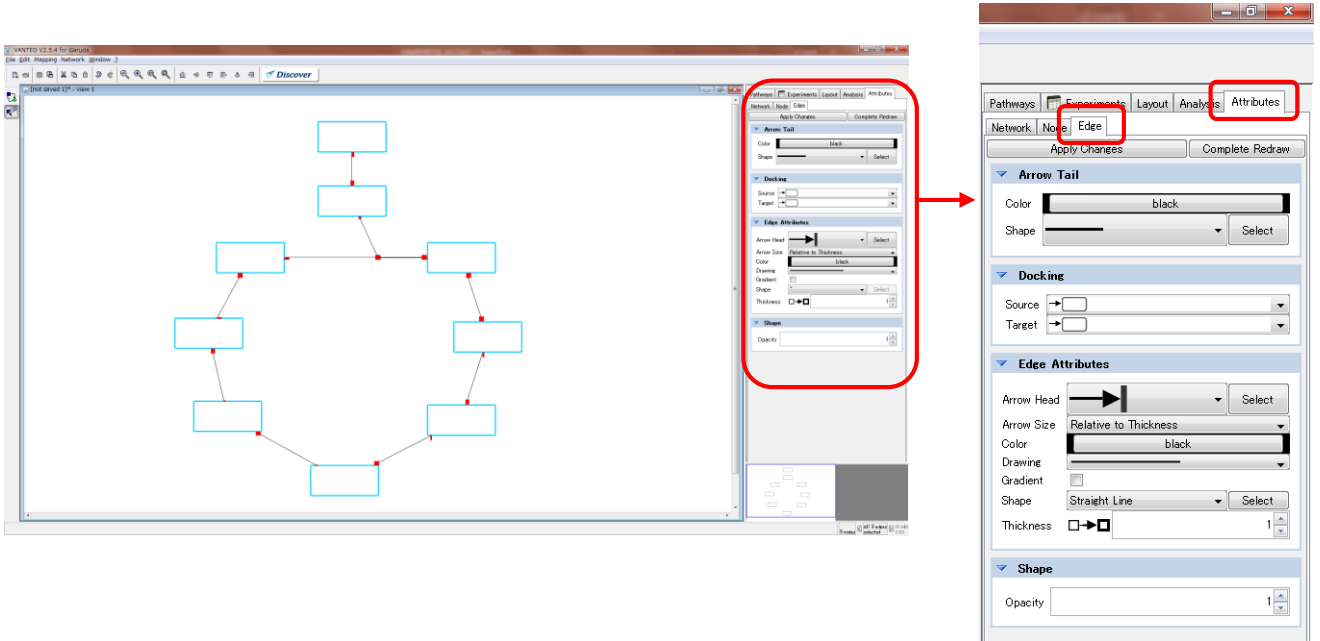 VANTED V2.5.4 for Garuda
File Edit Mapping Network Window ?
Discover
[not saved 1]* - view 1
Pathways Experiments Layout Analysis Attributes
Network Node Edge
Apply Changes Complete Redraw
Arrow Tail
Color black
Shape Select
Docking
Source
Target
Edge Attributes
Arrow Head Select
Arrow Size Relative to Thickness
Color black
Drawing
Gradient
Shape Select
Thickness 1
Shape
Opacity 1
9 nodes
selected
Pathways Experiments Layout Analysis Attributes
Network Node Edge
Apply Changes Complete Redraw
Arrow Tail
Color black
Shape Select
Docking
Source
Target
Edge Attributes
Arrow Head Select
Arrow Size Relative to Thickness
Color black
Drawing
Gradient
Shape Straight Line Select
Thickness 1
Shape
Opacity 1